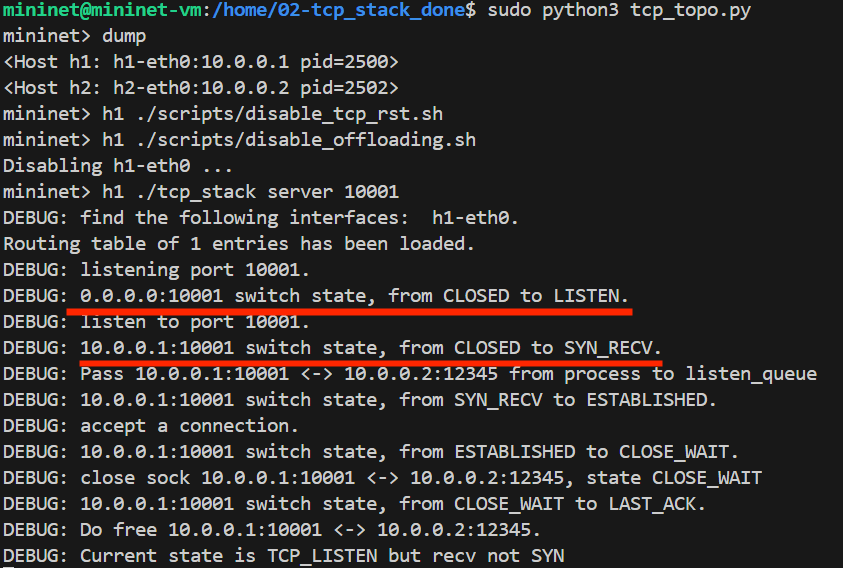 mininet@mininet-vm:/home/02-tcp_stack_done$ sudo python3 tcp_topo.py
mininet> dump
<Host h1: h1-eth0:10.0.0.1 pid=2500>
<Host h2: h2-eth0:10.0.0.2 pid=2502>
mininet> h1 ./scripts/disable_tcp_rst.sh
mininet> h1 ./scripts/disable_offloading.sh
Disabling h1-eth0 ...
mininet> h1 ./tcp_stack server 10001
DEBUG: find the following interfaces:  h1-eth0.
Routing table of 1 entries has been loaded.
DEBUG: listening port 10001.
DEBUG: 0.0.0.0:10001 switch state, from CLOSED to LISTEN.
DEBUG: listen to port 10001.
DEBUG: 10.0.0.1:10001 switch state, from CLOSED to SYN_RECV.
DEBUG: Pass 10.0.0.1:10001 <-> 10.0.0.2:12345 from process to listen_queue
DEBUG: 10.0.0.1:10001 switch state, from SYN_RECV to ESTABLISHED.
DEBUG: accept a connection.
DEBUG: 10.0.0.1:10001 switch state, from ESTABLISHED to CLOSE_WAIT.
DEBUG: close sock 10.0.0.1:10001 <-> 10.0.0.2:12345, state CLOSE_WAIT
DEBUG: 10.0.0.1:10001 switch state, from CLOSE_WAIT to LAST_ACK.
DEBUG: Do free 10.0.0.1:10001 <-> 10.0.0.2:12345.
DEBUG: Current state is TCP_LISTEN but recv not SYN